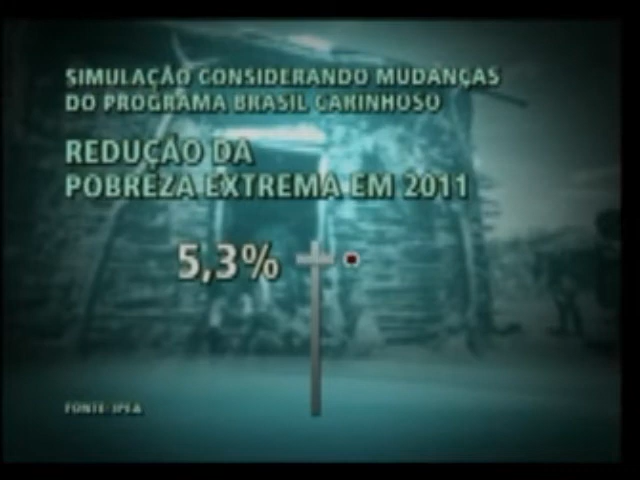 SIMULAÇÃO CONSIDERANDO MUDANÇAS
DO PROGRAMA BRASIL CARINHOSO
REDUÇÃO DA
POBREZA EXTREMA EM 2011
5,3%
FONTE: IPEA